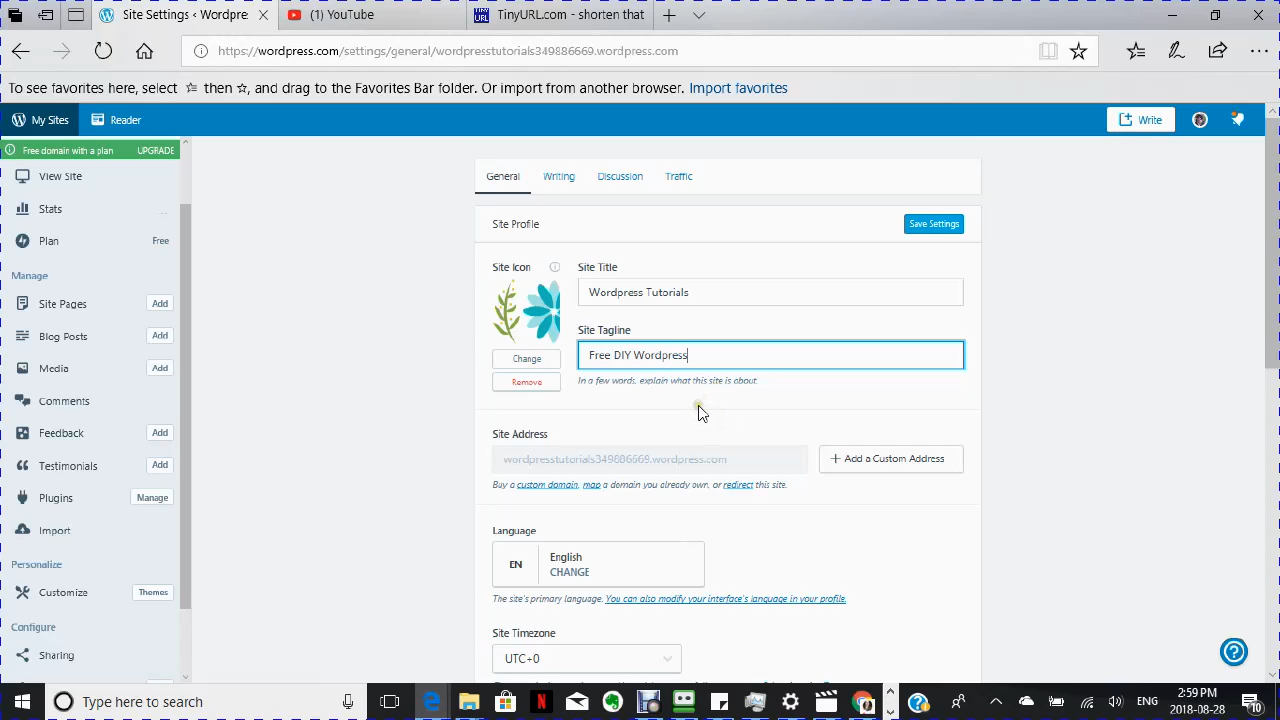 Site Settings ‹ Wordpre:
(1) YouTube
TinyURL.com - shorten that
https://wordpress.com/settings/general/wordpresstutorials349886669.wordpress.com
To see favorites here, select then, and drag to the Favorites Bar folder. Or import from another browser. Import favorites
My Sites
Reader
Write
Free domain with a plan UPGRADE
View Site
Stats
Plan Free
Manage
Site Pages Add
Blog Posts Add
Media Add
Comments
Feedback Add
Testimonials Add
Plugins Manage
Import
Personalize
Customize Themes
Configure
Sharing
General Writing Discussion Traffic
Site Profile Save Settings
Site Icon
Change
Remove
Site Title
Wordpress Tutorials
Site Tagline
Free DIY Wordpress
In a few words, explain what this site is about.
Site Address
wordpresstutorials349886669.wordpress.com
+ Add a Custom Address
Buy a custom domain, map a domain you already own, or redirect this site.
Language
EN
English
CHANGE
The site's primary language. You can also modify your interface's language in your profile.
Site Timezone
UTC+0
Type here to search
ENG
2:59 PM
2018-08-28
10